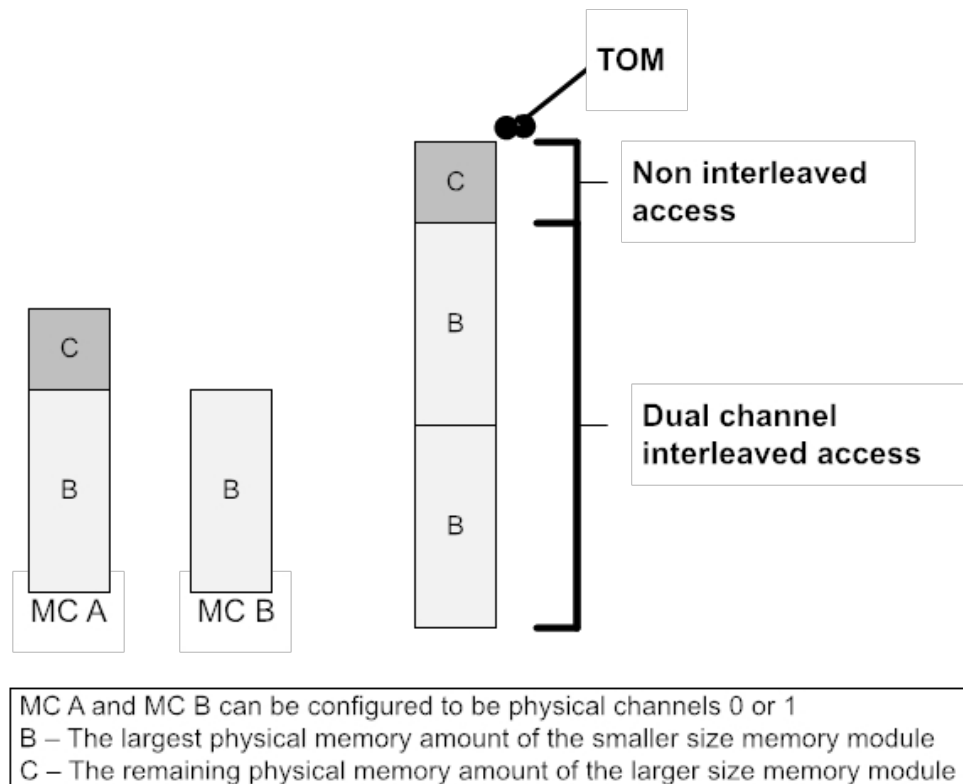 TOM
C
Non interleaved
access
B
C
Dual channel
interleaved access
B
B
B
MC A
MC B
MC A and MC B can be configured to be physical channels 0 or 1
B – The largest physical memory amount of the smaller size memory module
C – The remaining physical memory amount of the larger size memory module